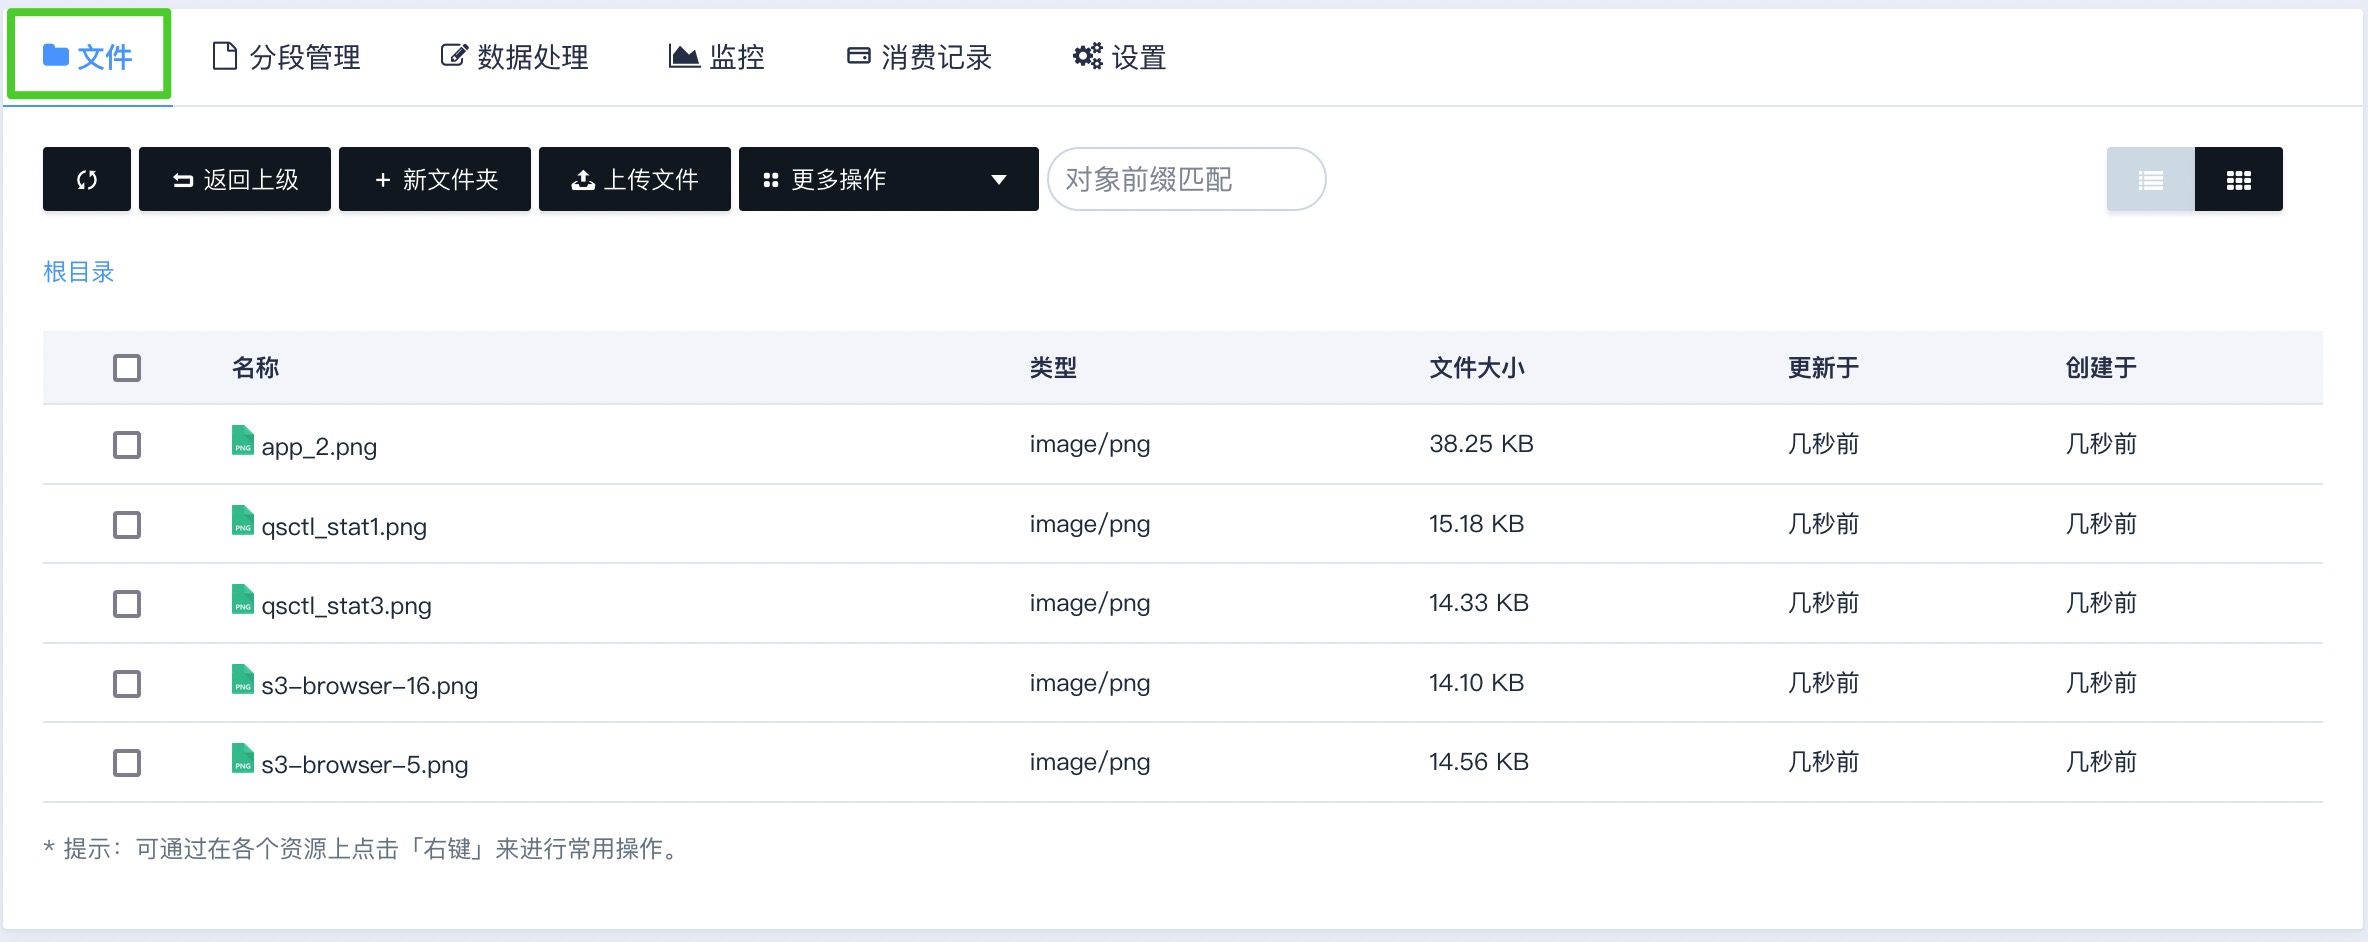 文件 分段管理 数据处理 监控 消费记录 设置
返回上级 + 新文件夹 上传文件 更多操作 对象前缀匹配
根目录
名称 类型 文件大小 更新于 创建于
PNG app_2.png image/png 38.25 KB 几秒前 几秒前
PNG qsctl_stat1.png image/png 15.18 KB 几秒前 几秒前
PNG qsctl_stat3.png image/png 14.33 KB 几秒前 几秒前
PNG s3-browser-16.png image/png 14.10 KB 几秒前 几秒前
PNG s3-browser-5.png image/png 14.56 KB 几秒前 几秒前
* 提示：可通过在各个资源上点击「右键」来进行常用操作。